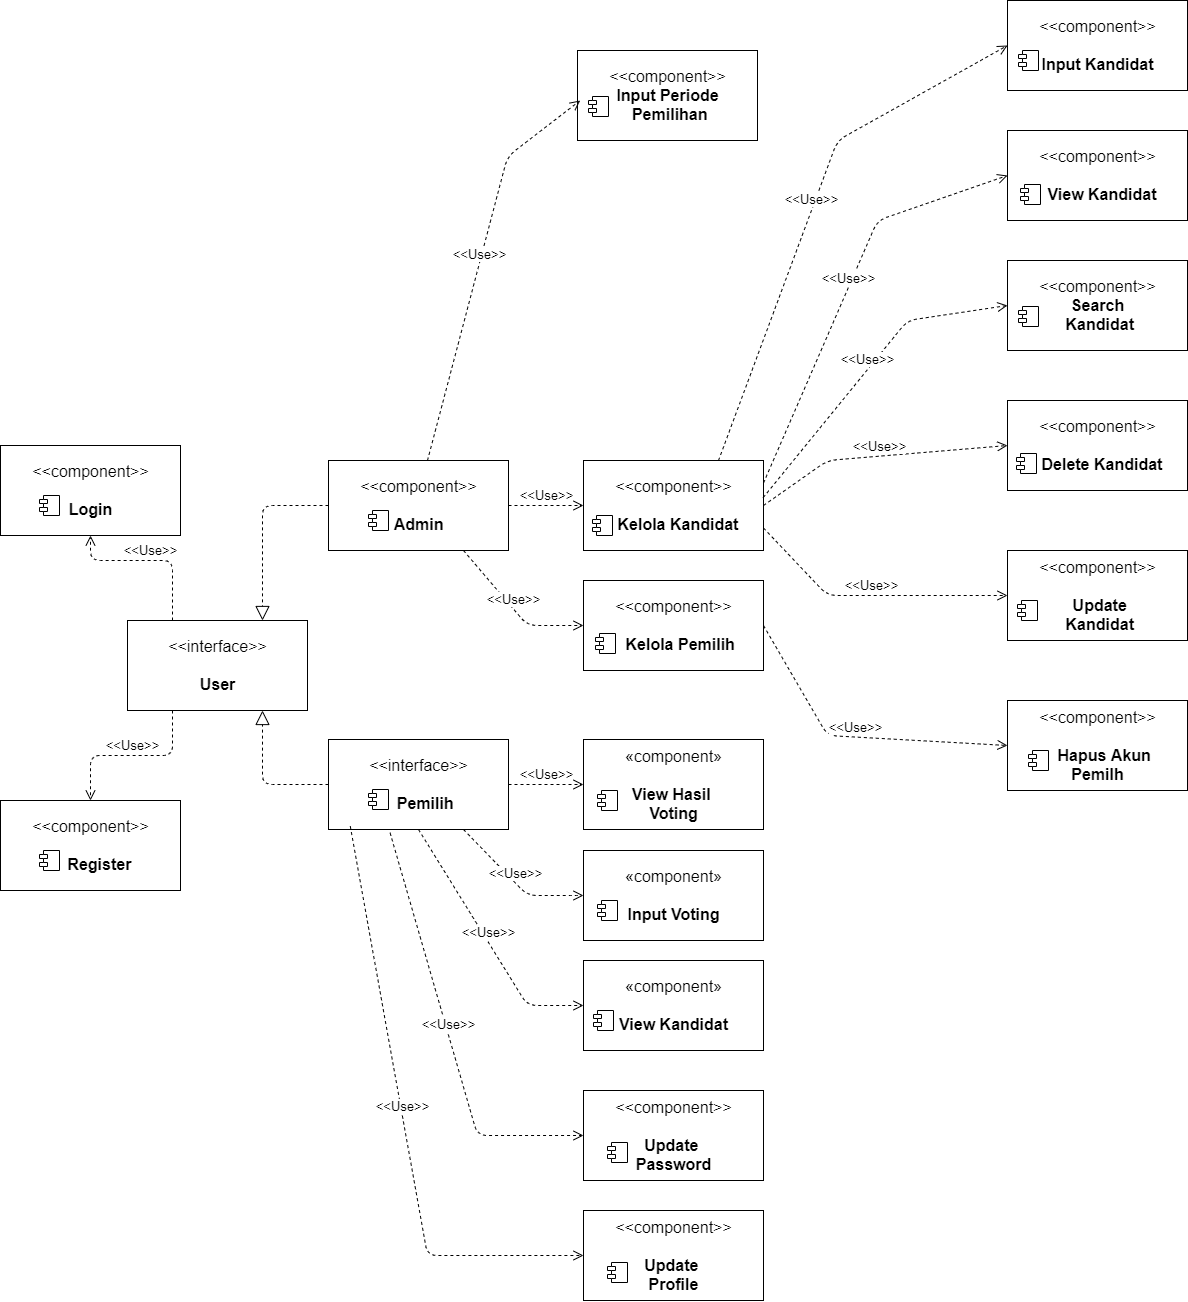 <<component>>
Input Kandidat
<<component>>
Input Periode
Pemilihan
<<component>>
View Kandidat
<<Use>>
<<Use>>
<<Use>>
<<component>>
Search
Kandidat
<<Use>>
<<component>>
Delete Kandidat
<<Use>>
<<component>>
Login
<<component>>
Admin
<<Use>>
<<component>>
Kelola Kandidat
<<Use>>
<<component>>
Update
Kandidat
<<Use>>
<<Use>>
<<component>>
Kelola Pemilih
<<interface>>
User
<<Use>>
<<component>>
Hapus Akun
Pemilh
<<Use>>
<<interface>>
Pemilih
<<Use>>
«component»
View Hasil
Voting
<<component>>
Register
<<Use>>
«component»
Input Voting
<<Use>>
«component»
View Kandidat
<<Use>>
<<Use>>
<<component>>
Update
Password
<<component>>
Update
Profile